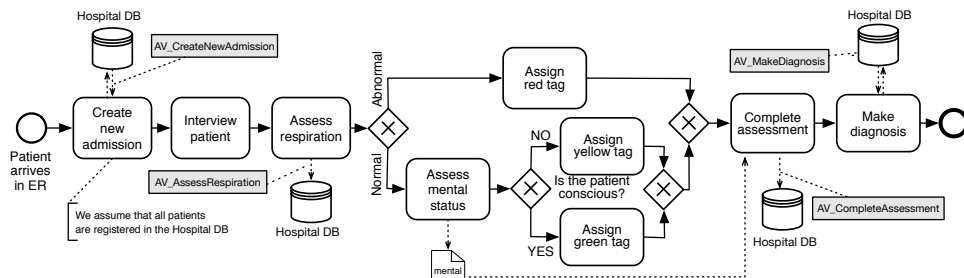 Hospital DB
AV_CreateNewAdmission
Create
new
admission
Patient
arrives
in ER
We assume that all patients
are registered in the Hospital DB
Interview
patient
Assess
respiration
AV_AssessRespiration
Hospital DB
Abnormal
Normal
Assign
red tag
Assess
mental
status
mental
NO
YES
Assign
yellow tag
Is the patient
conscious?
Assign
green tag
Complete
assessment
AV_CompleteAssessment
Hospital DB
Hospital DB
AV_MakeDiagnosis
Make
diagnosis